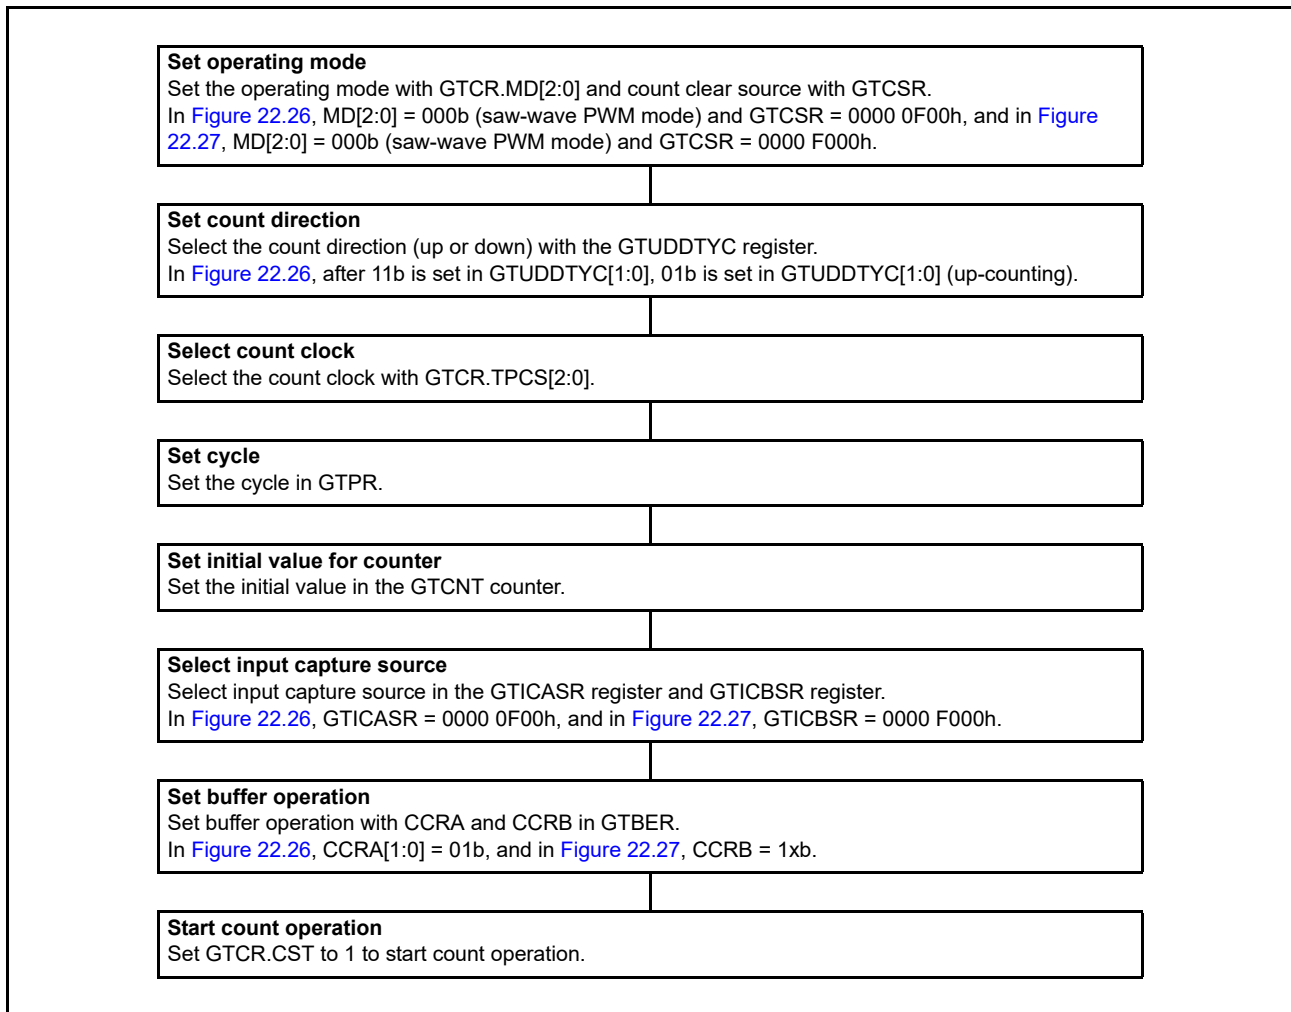 Set operating mode
Set the operating mode with GTCR.MD[2:0] and count clear source with GTCSR.
In Figure 22.26, MD[2:0] = 000b (saw-wave PWM mode) and GTCSR = 0000 0F00h, and in Figure
22.27, MD[2:0] = 000b (saw-wave PWM mode) and GTCSR = 0000 F000h.
Set count direction
Select the count direction (up or down) with the GTUDDTYC register.
In Figure 22.26, after 11b is set in GTUDDTYC[1:0], 01b is set in GTUDDTYC[1:0] (up-counting).
Select count clock
Select the count clock with GTCR.TPCS[2:0].
Set cycle
Set the cycle in GTPR.
Set initial value for counter
Set the initial value in the GTCNT counter.
Select input capture source
Select input capture source in the GTICASR register and GTICBSR register.
In Figure 22.26, GTICASR = 0000 0F00h, and in Figure 22.27, GTICBSR = 0000 F000h.
Set buffer operation
Set buffer operation with CCRA and CCRB in GTBER.
In Figure 22.26, CCRA[1:0] = 01b, and in Figure 22.27, CCRB = 1xb.
Start count operation
Set GTCR.CST to 1 to start count operation.